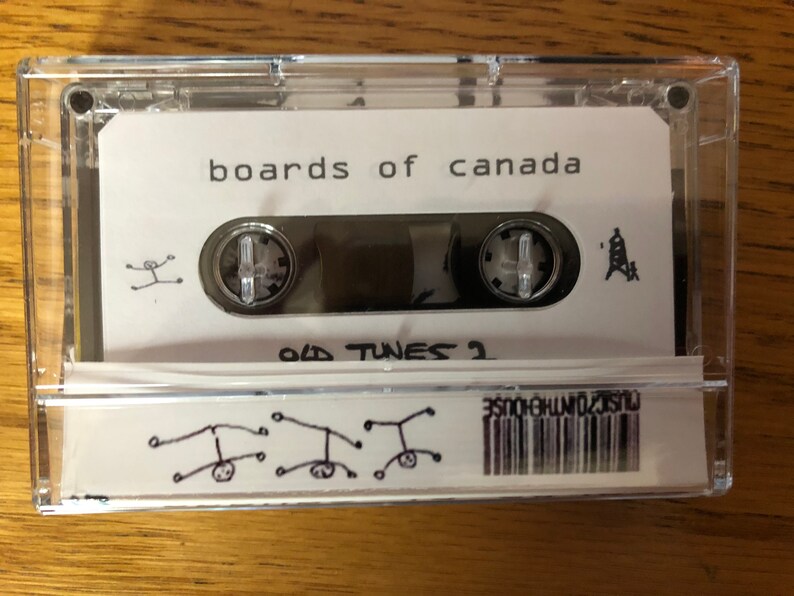 boards of canada
OLD TUNES 2
MUSIC70INTHEHOUSE